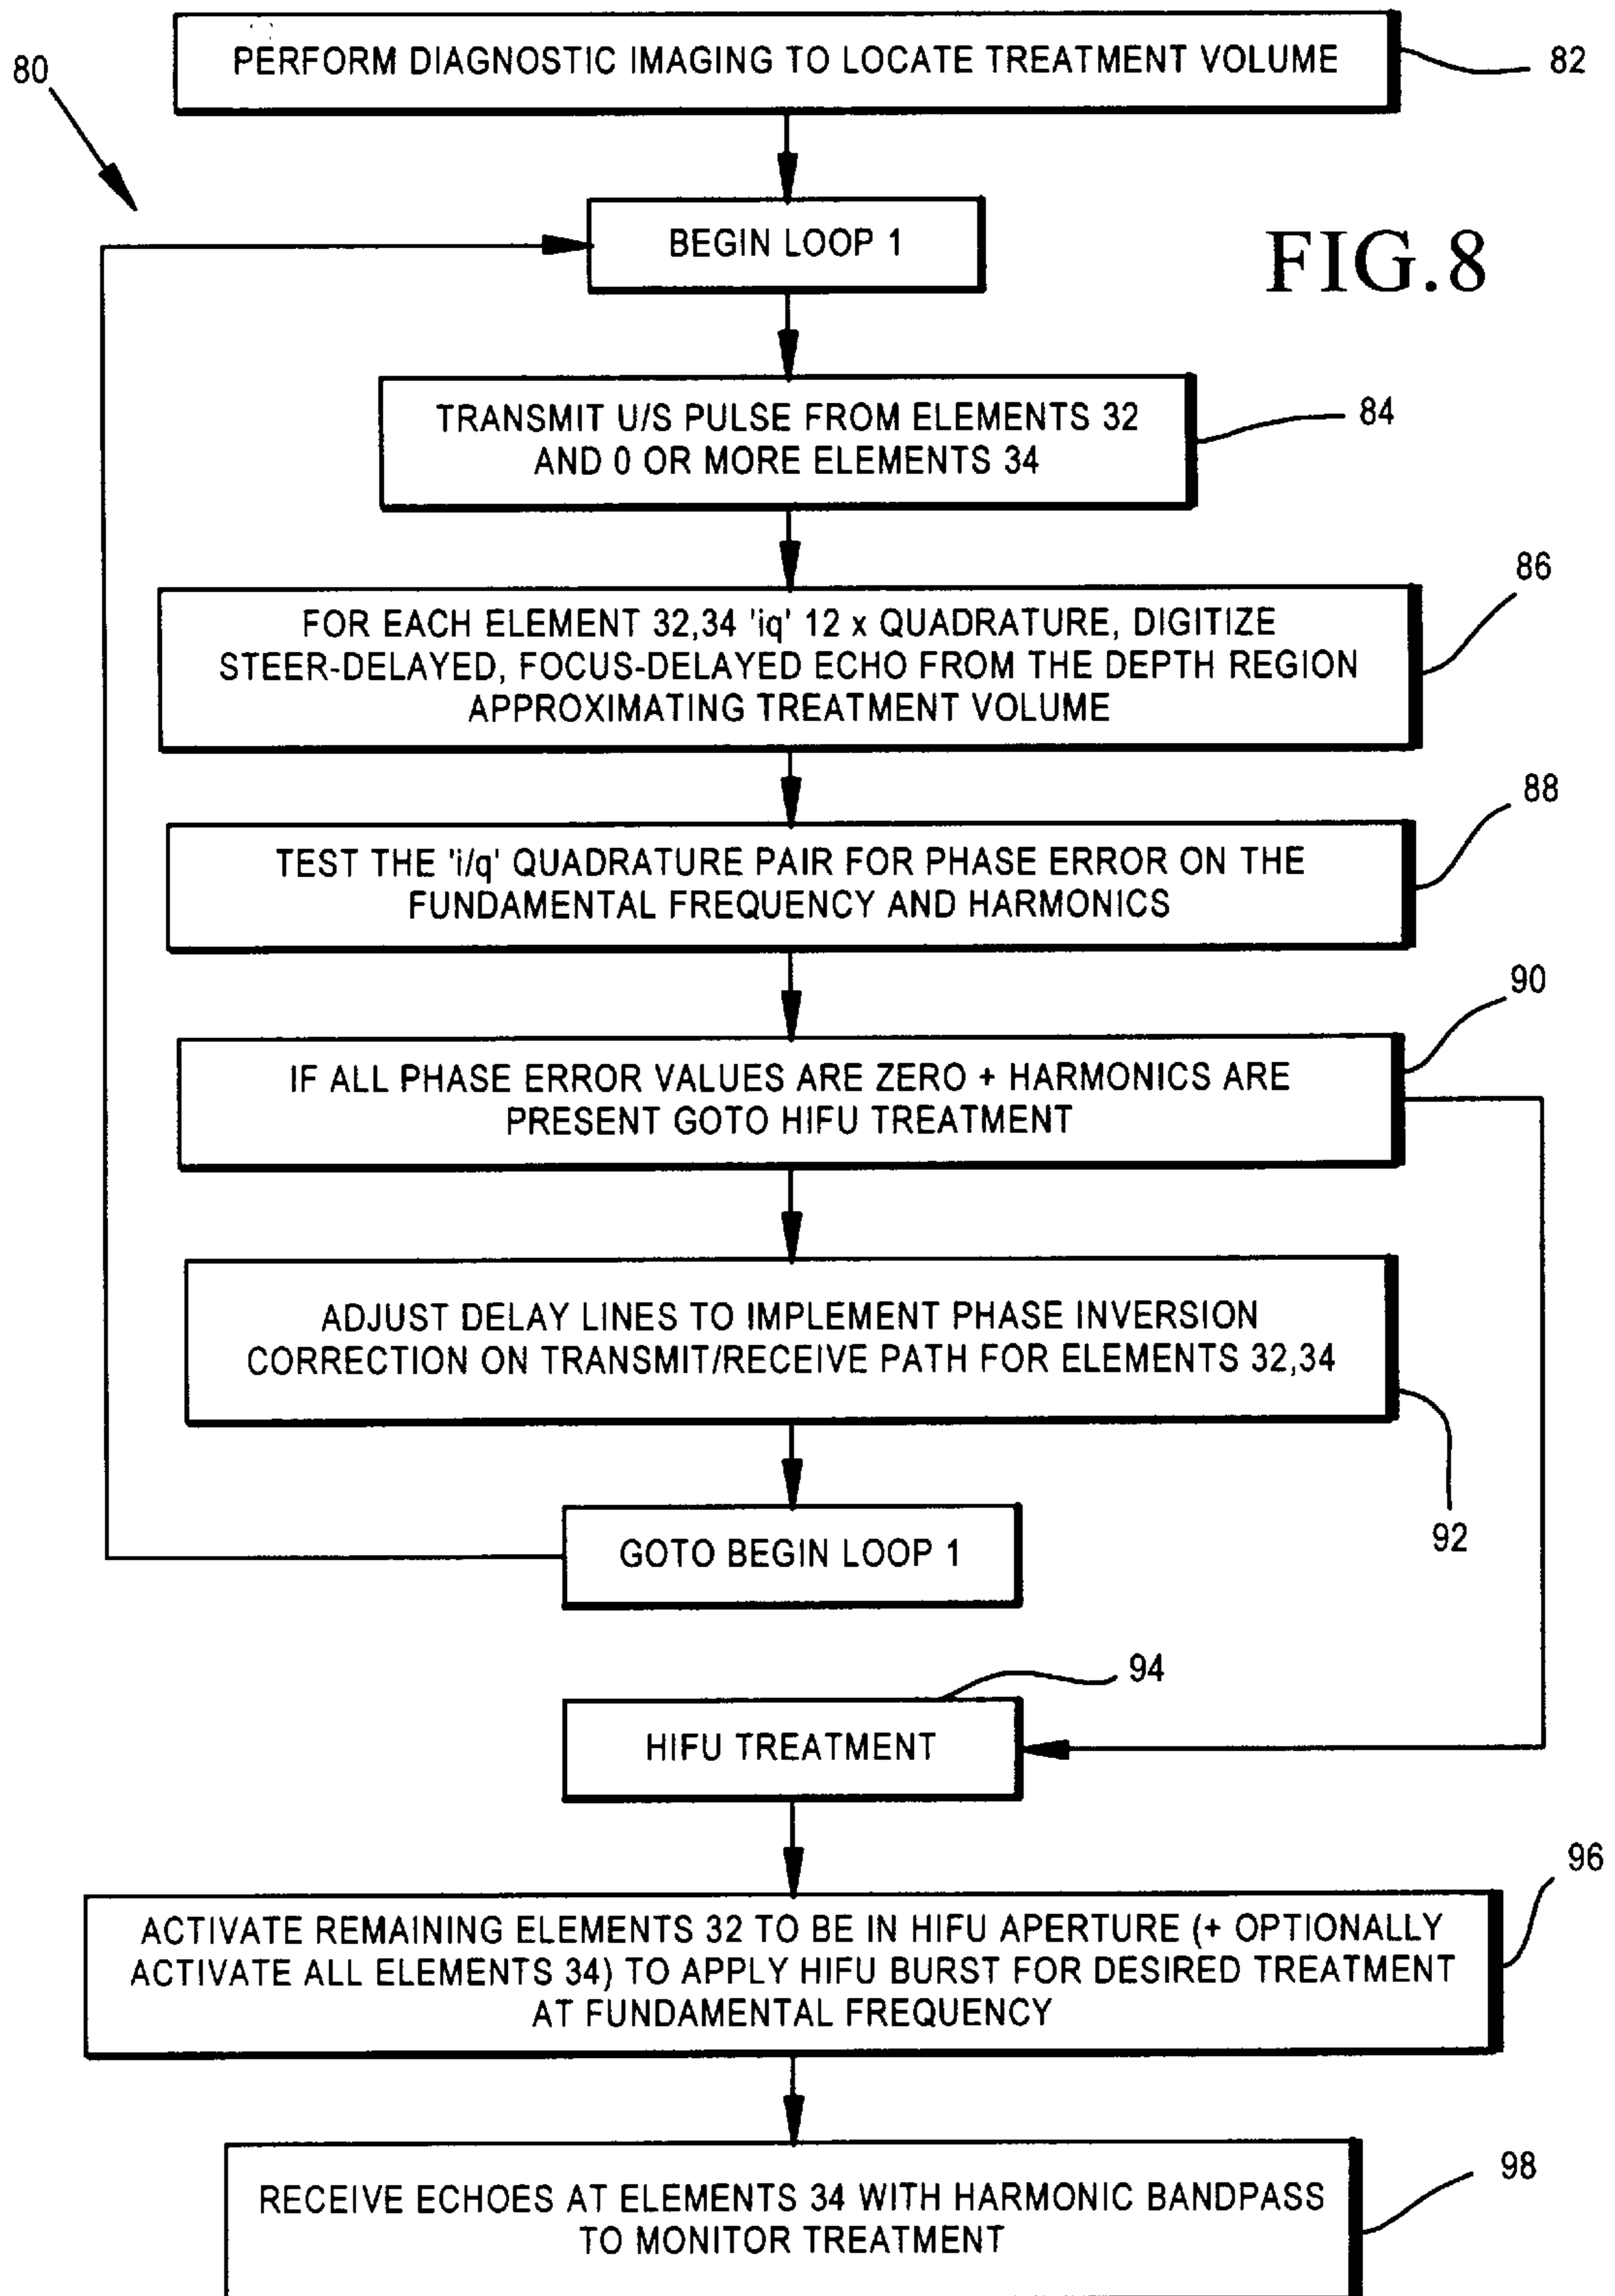 80
PERFORM DIAGNOSTIC IMAGING TO LOCATE TREATMENT VOLUME
82
BEGIN LOOP 1
FIG.8
TRANSMIT U/S PULSE FROM ELEMENTS 32
AND 0 OR MORE ELEMENTS 34
84
FOR EACH ELEMENT 32,34 'iq' 12 x QUADRATURE, DIGITIZE
STEER-DELAYED, FOCUS-DELAYED ECHO FROM THE DEPTH REGION
APPROXIMATING TREATMENT VOLUME
86
TEST THE 'i/q' QUADRATURE PAIR FOR PHASE ERROR ON THE
FUNDAMENTAL FREQUENCY AND HARMONICS
88
IF ALL PHASE ERROR VALUES ARE ZERO + HARMONICS ARE
PRESENT GOTO HIFU TREATMENT
90
ADJUST DELAY LINES TO IMPLEMENT PHASE INVERSION
CORRECTION ON TRANSMIT/RECEIVE PATH FOR ELEMENTS 32,34
92
GOTO BEGIN LOOP 1
94
HIFU TREATMENT
96
ACTIVATE REMAINING ELEMENTS 32 TO BE IN HIFU APERTURE (+ OPTIONALLY
ACTIVATE ALL ELEMENTS 34) TO APPLY HIFU BURST FOR DESIRED TREATMENT
AT FUNDAMENTAL FREQUENCY
98
RECEIVE ECHOES AT ELEMENTS 34 WITH HARMONIC BANDPASS
TO MONITOR TREATMENT